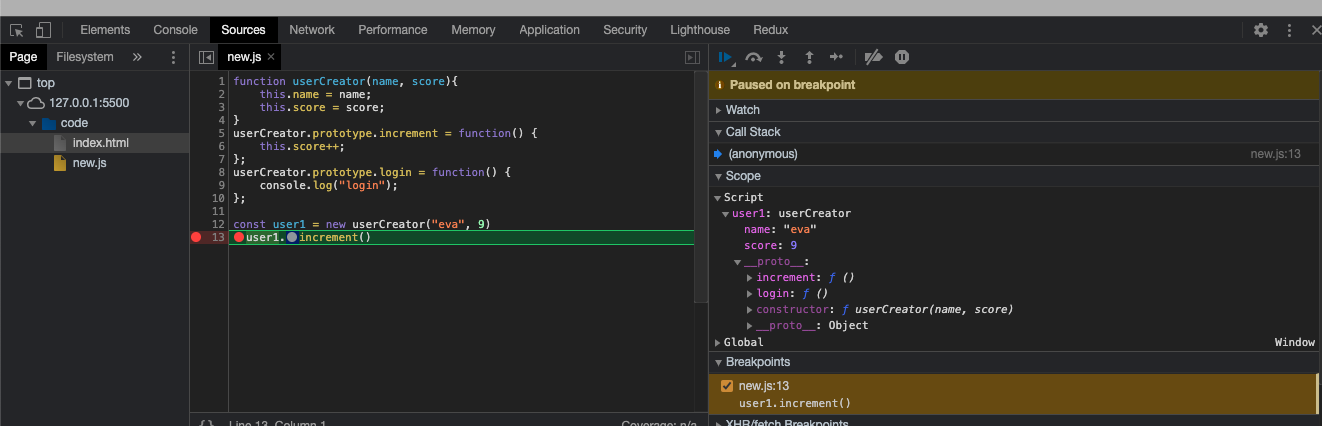 Elements Console Sources Network Performance Memory Application Security Lighthouse Redux
Page Filesystem »
top
127.0.0.1:5500
code
index.html
new.js
new.js ×
1 function userCreator(name, score){
2 this.name = name;
3 this.score = score;
4 }
5 userCreator.prototype.increment = function() {
6 this.score++;
7 };
8 userCreator.prototype.login = function() {
9 console.log("login");
10 };
11
12 const user1 = new userCreator("eva", 9)
13 user1.increment()
{} Line 13, Column 1 Coverage: n/a
Paused on breakpoint
Watch
Call Stack
(anonymous) new.js:13
Scope
Script
user1: userCreator
name: "eva"
score: 9
__proto__:
increment: ƒ ()
login: ƒ ()
constructor: ƒ userCreator(name, score)
__proto__: Object
Global Window
Breakpoints
new.js:13
user1.increment()
XHR/fetch Breakpoints